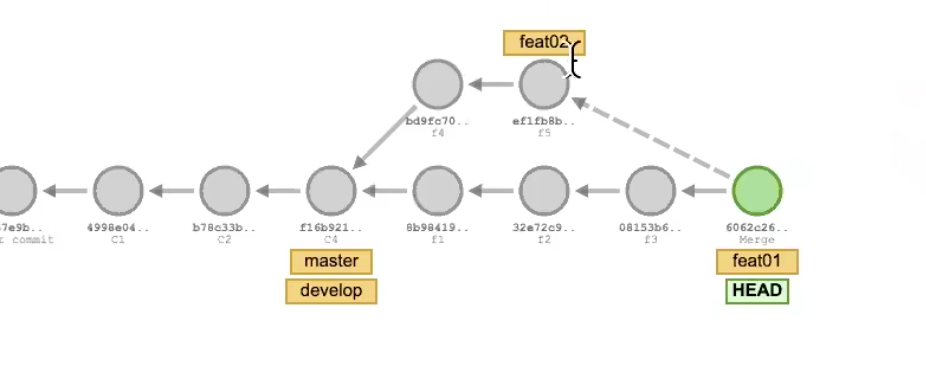 feat02
bd9fc70..
ef1fb8b..
f4
f5
7e9b..
4998e04..
b78c33b..
f16b921..
8b98419..
32e72c9..
08153b6..
6062c26..
commit
C1
C2
C4
f1
f2
f3
Merge
master
feat01
develop
HEAD